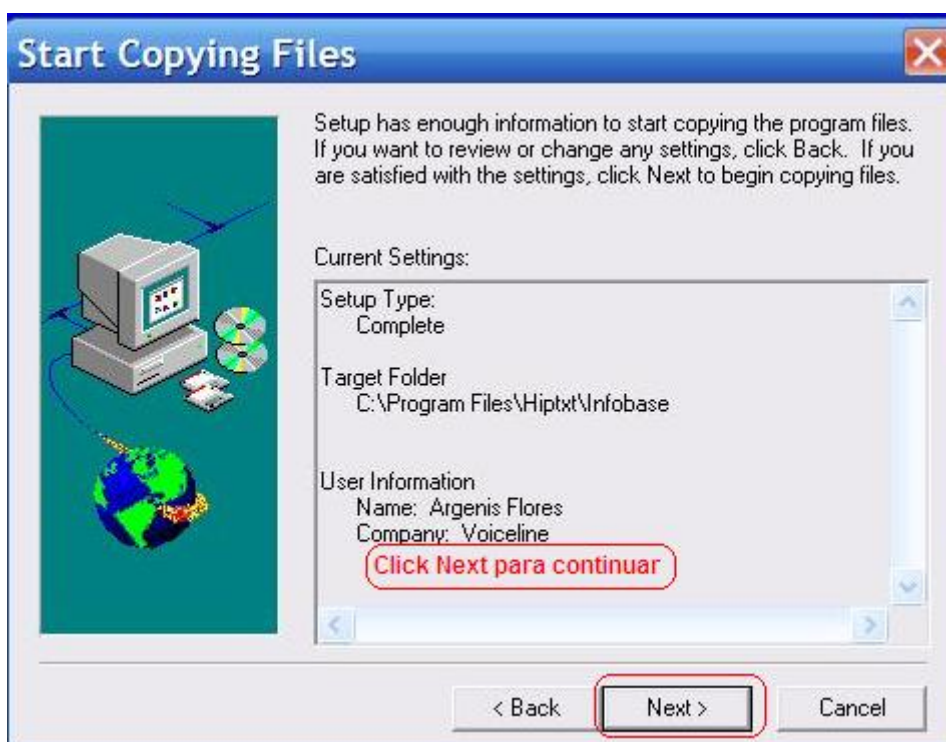 Start Copying Files
Setup has enough information to start copying the program files.
If you want to review or change any settings, click Back. If you
are satisfied with the settings, click Next to begin copying files.
Current Settings:
Setup Type:
Complete
Target Folder
C:\Program Files\Hiptxt\Infobase
User Information
Name: Argenis Flores
Company: Voiceline
Click Next para continuar
< Back
Next >
Cancel